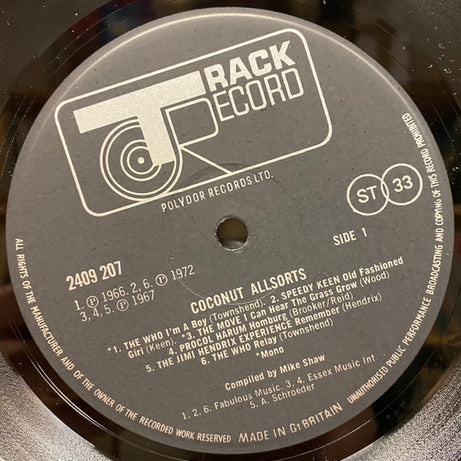 TRACK
RECORD
POLYDOR RECORDS LTD.
ST 33
2409 207
SIDE 1
1. ℗ 1966. 2, 6. ℗ 1972
3, 4, 5. ℗ 1967
COCONUT ALLSORTS
*1. THE WHO I'm A Boy (Townshend). 2. SPEEDY KEEN Old Fashioned
Girl (Keen). *3. THE MOVE I Can Hear The Grass Grow (Wood)
4. PROCOL HARUM Homburg (Brooker/Reid)
5. THE JIMI HENDRIX EXPERIENCE Remember (Hendrix)
6. THE WHO Relay (Townshend)
*Mono
Compiled by Mike Shaw
1. 2. 6. Fabulous Music. 3. 4. Essex Music Int
5. A. Schroeder
ALL RIGHTS OF THE MANUFACTURER AND OF THE OWNER OF THE RECORDED WORK RESERVED
MADE IN Gt BRITAIN
UNAUTHORISED PUBLIC PERFORMANCE BROADCASTING AND COPYING OF THIS RECORD PROHIBITED